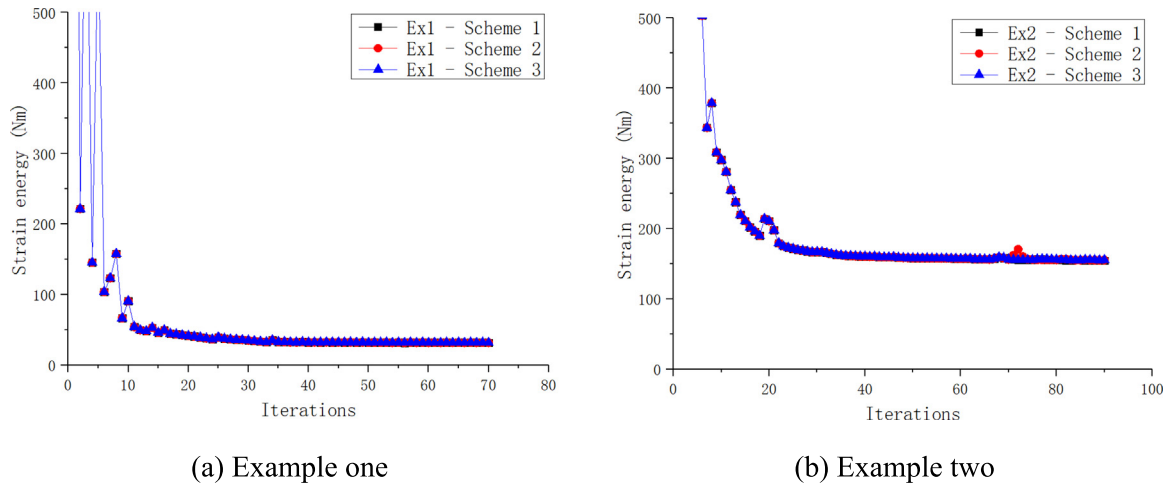 500
400
300
200
100
0
Strain energy (Nm)
0 10 20 30 40 50 60 70 80
Iterations
Ex1 - Scheme 1
Ex1 - Scheme 2
Ex1 - Scheme 3
(a) Example one
500
400
300
200
100
0
Strain energy (Nm)
0 20 40 60 80 100
Iterations
Ex2 - Scheme 1
Ex2 - Scheme 2
Ex2 - Scheme 3
(b) Example two